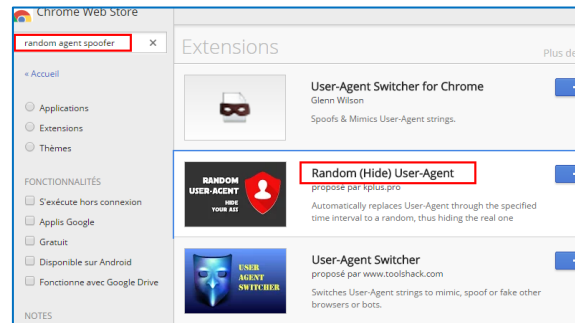 Chrome Web Store
random agent spoofer ×
« Accueil
Applications
Extensions
Thèmes
FONCTIONNALITÉS
S'exécute hors connexion
Applis Google
Gratuit
Disponible sur Android
Fonctionne avec Google Drive
NOTES
Extensions
Plus de
User-Agent Switcher for Chrome
Glenn Wilson
Spoofs & Mimics User-Agent strings.
RANDOM
USER-AGENT
HIDE
YOUR ASS
Random (Hide) User-Agent
proposé par kplus.pro
Automatically replaces User-Agent through the specified
time interval to a random, thus hiding the real one
USER
AGENT
SWITCHER
User-Agent Switcher
proposé par www.toolshack.com
Switches User-Agent strings to mimic, spoof or fake other
browsers or bots.